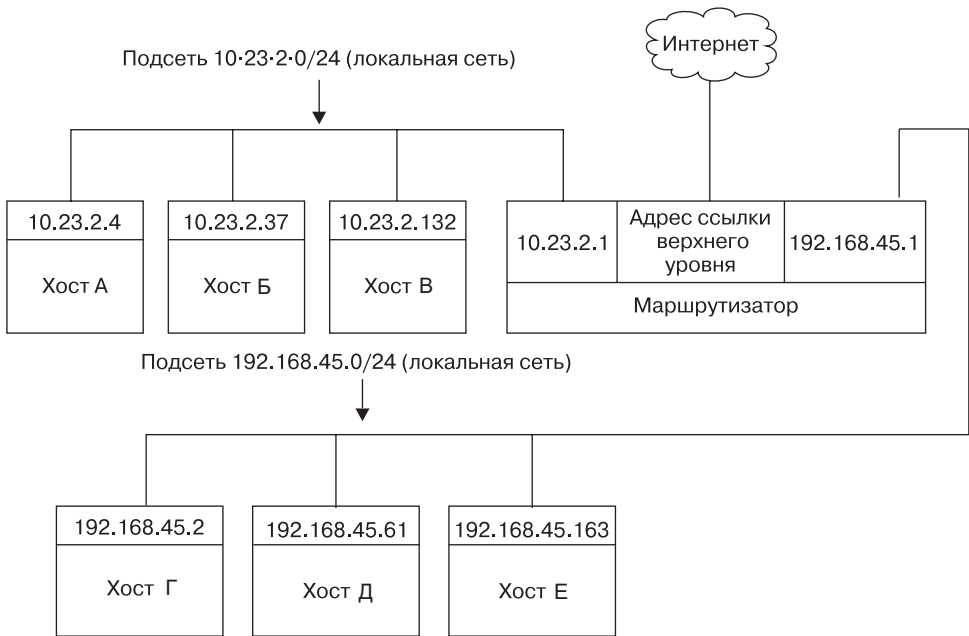 Интернет
Подсеть 10·23·2·0/24 (локальная сеть)
10.23.2.4
Хост А
10.23.2.37
Хост Б
10.23.2.132
Хост В
10.23.2.1
Адрес ссылки
верхнего
уровня
192.168.45.1
Маршрутизатор
Подсеть 192.168.45.0/24 (локальная сеть)
192.168.45.2
Хост Г
192.168.45.61
Хост Д
192.168.45.163
Хост Е